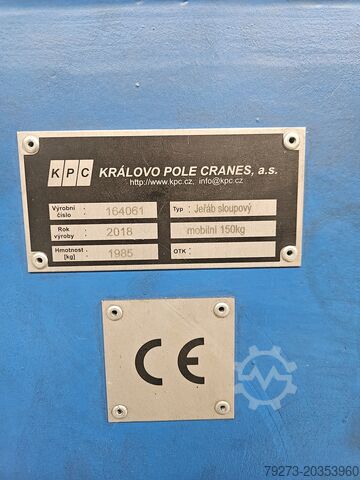 KPC KRÁLOVO POLE CRANES, a.s.
http://www.kpc.cz, info@kpc.cz
Výrobní číslo 164061 Typ Jeřáb sloupový
Rok výroby 2018 mobilní 150kg
Hmotnost [kg] 1985 OTK
CE
79273-20353960